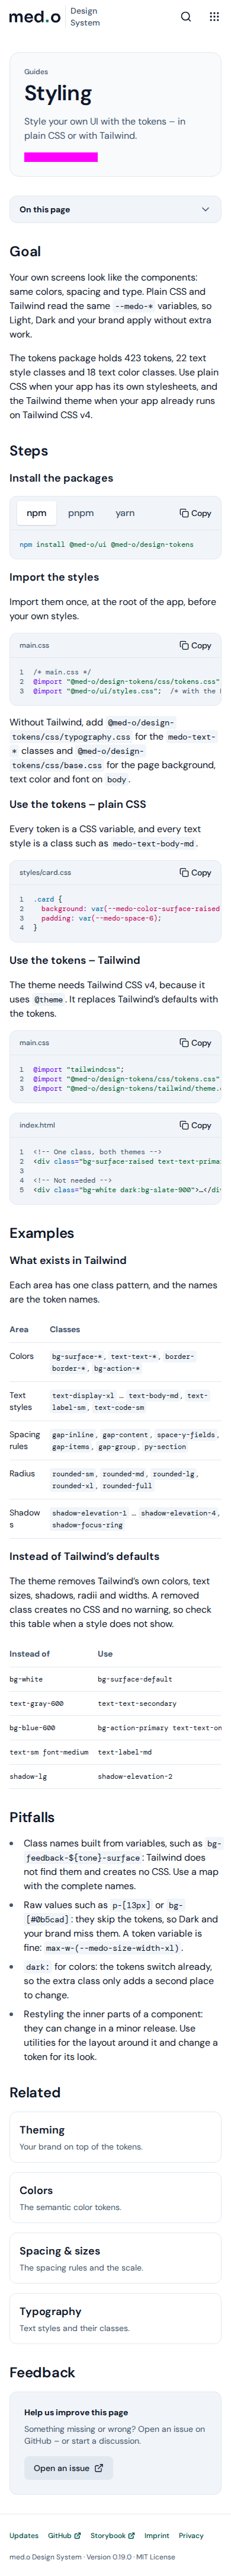 med.o
Design
System
Guides
Styling
Style your own UI with the tokens – in
plain CSS or with Tailwind.
On this page
Goal
Your own screens look like the components:
same colors, spacing and type. Plain CSS and
Tailwind read the same --medo-* variables, so
Light, Dark and your brand apply without extra
work.
The tokens package holds 423 tokens, 22 text
style classes and 18 text color classes. Use plain
CSS when your app has its own stylesheets, and
the Tailwind theme when your app already runs
on Tailwind CSS v4.
Steps
Install the packages
npm pnpm yarn Copy
npm install @med-o/ui @med-o/design-tokens
Import the styles
Import them once, at the root of the app, before
your own styles.
main.css Copy
1 /* main.css */
2 @import "@med-o/design-tokens/css/tokens.css"
3 @import "@med-o/ui/styles.css"; /* with the
Without Tailwind, add @med-o/design-
tokens/css/typography.css for the medo-text-
* classes and @med-o/design-
tokens/css/base.css for the page background,
text color and font on body.
Use the tokens – plain CSS
Every token is a CSS variable, and every text
style is a class such as medo-text-body-md.
styles/card.css Copy
1 .card {
2 background: var(--medo-color-surface-raised
3 padding: var(--medo-space-6);
4 }
Use the tokens – Tailwind
The theme needs Tailwind CSS v4, because it
uses @theme. It replaces Tailwind's defaults with
the tokens.
main.css Copy
1 @import "tailwindcss";
2 @import "@med-o/design-tokens/css/tokens.css"
3 @import "@med-o/design-tokens/tailwind/theme.
index.html Copy
1 <!-- One class, both themes -->
2 <div class="bg-surface-raised text-text-prima
3
4 <!-- Not needed -->
5 <div class="bg-white dark:bg-slate-900">…</di
Examples
What exists in Tailwind
Each area has one class pattern, and the names
are the token names.
Area Classes
Colors bg-surface-*, text-text-*, border-
border-*, bg-action-*
Text
styles
text-display-xl … text-body-md, text-
label-sm, text-code-sm
Spacing
rules
gap-inline, gap-content, space-y-fields,
gap-items, gap-group, py-section
Radius rounded-sm, rounded-md, rounded-lg,
rounded-xl, rounded-full
Shadow
s
shadow-elevation-1 … shadow-elevation-4,
shadow-focus-ring
Instead of Tailwind's defaults
The theme removes Tailwind's own colors, text
sizes, shadows, radii and widths. A removed
class creates no CSS and no warning, so check
this table when a style does not show.
Instead of Use
bg-white bg-surface-default
text-gray-600 text-text-secondary
bg-blue-600 bg-action-primary text-text-on
text-sm font-medium text-label-md
shadow-lg shadow-elevation-2
Pitfalls
• Class names built from variables, such as bg-
feedback-${tone}-surface: Tailwind does
not find them and creates no CSS. Use a map
with the complete names.
• Raw values such as p-[13px] or bg-
[#0b5cad]: they skip the tokens, so Dark and
your brand miss them. A token variable is
fine: max-w-(--medo-size-width-xl).
• dark: for colors: the tokens switch already,
so the extra class only adds a second place
to change.
• Restyling the inner parts of a component:
they can change in a minor release. Use
utilities for the layout around it and change a
token for its look.
Related
Theming
Your brand on top of the tokens.
Colors
The semantic color tokens.
Spacing & sizes
The spacing rules and the scale.
Typography
Text styles and their classes.
Feedback
Help us improve this page
Something missing or wrong? Open an issue on
GitHub – or start a discussion.
Open an issue
Updates GitHub Storybook Imprint Privacy
med.o Design System · Version 0.19.0 · MIT License